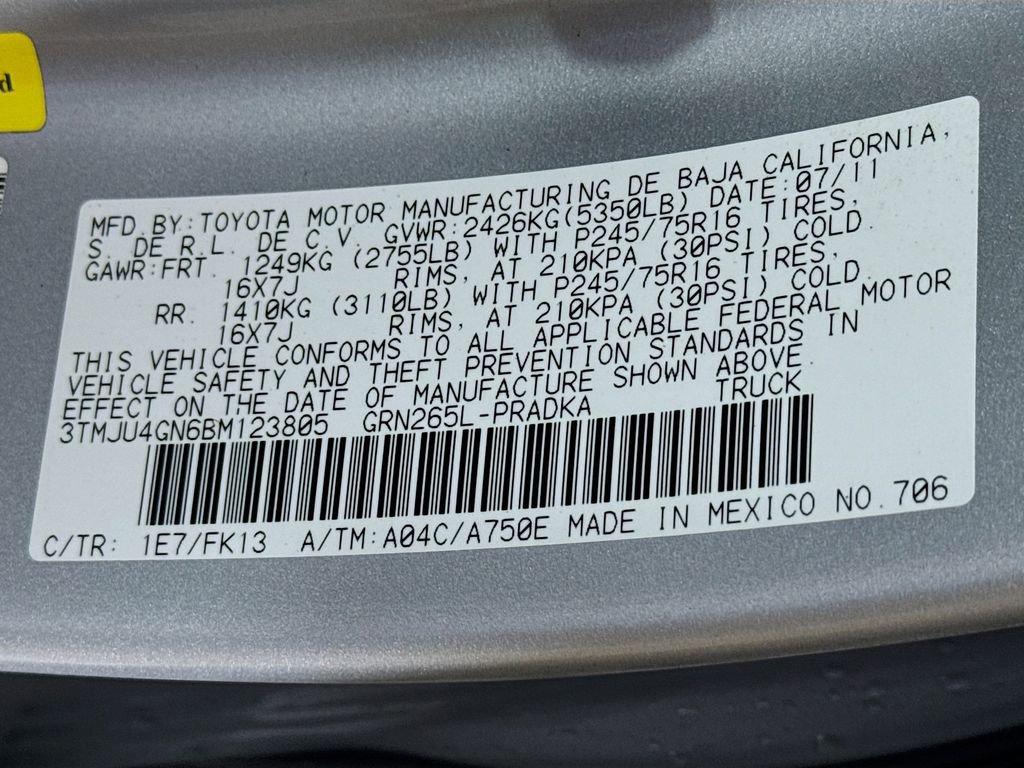 d
MFD.BY:TOYOTA MOTOR MANUFACTURING DE BAJA CALIFORNIA,
S. DE R.L. DE C.V. GVWR:2426KG(5350LB) DATE:07/11
GAWR:FRT. 1249KG (2755LB) WITH P245/75R16 TIRES,
16X7J RIMS, AT 210KPA (30PSI) COLD.
RR. 1410KG (3110LB) WITH P245/75R16 TIRES,
16X7J RIMS, AT 210KPA (30PSI) COLD.
THIS VEHICLE CONFORMS TO ALL APPLICABLE FEDERAL MOTOR
VEHICLE SAFETY AND THEFT PREVENTION STANDARDS IN
EFFECT ON THE DATE OF MANUFACTURE SHOWN ABOVE.
3TMJU4GN6BM123805 GRN265L-PRADKA TRUCK
C/TR: 1E7/FK13 A/TM:A04C/A750E MADE IN MEXICO NO.706